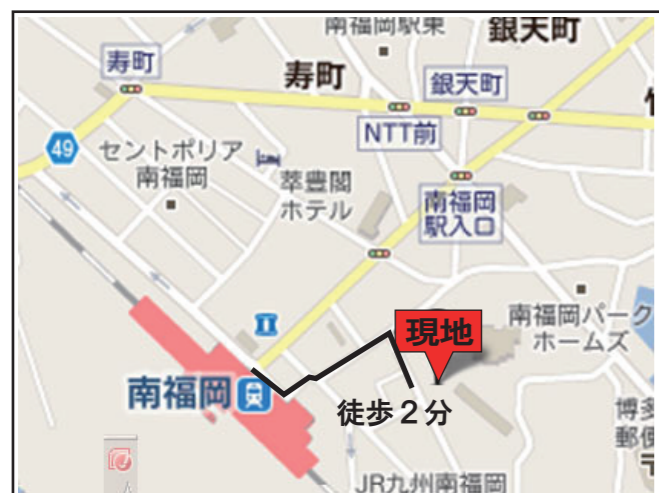 南福岡駅東
銀天町
寿町
寿町
銀天町
NTT前
49
セントポリア
南福岡
萃豊閣
ホテル
南福岡
駅入口
現地
南福岡パーク
ホームズ
南福岡
徒歩2分
博多
郵便
〒
JR九州南福岡